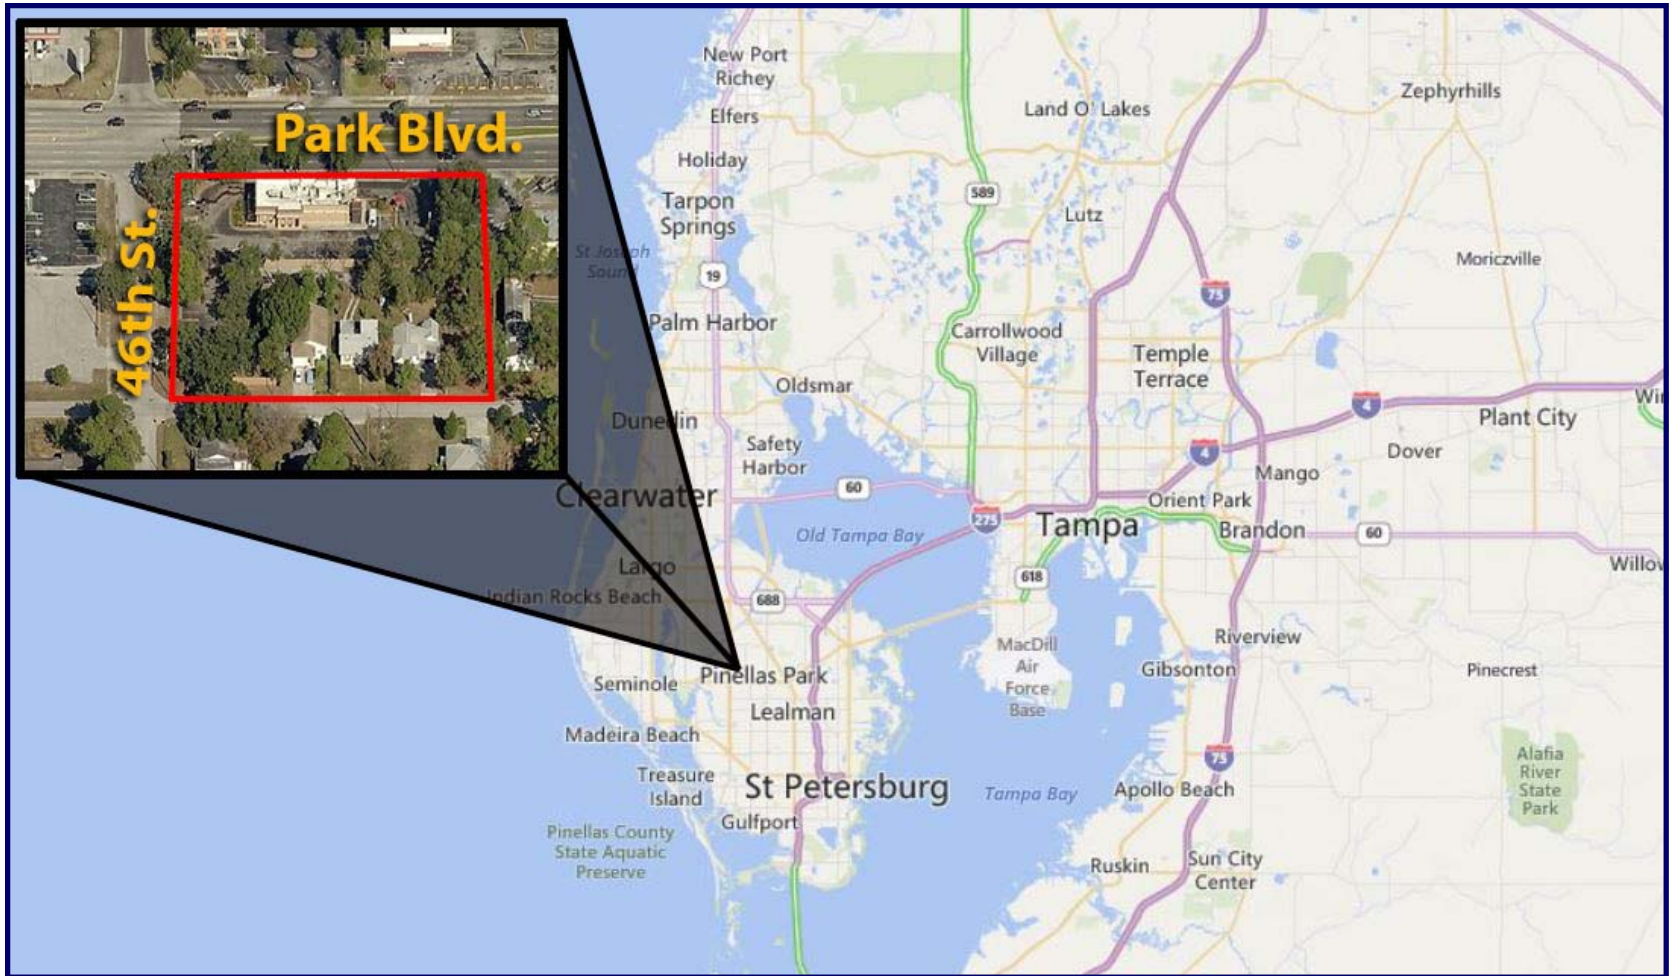 Park Blvd.
46th St.
New Port
Richey
Elfers
Holiday
Tarpon
Springs
St Joseph
Sound
19
Palm Harbor
Dunedin
Oldsmar
Safety
Harbor
Clearwater
60
Old Tampa Bay
Largo
Indian Rocks Beach
688
Pinellas Park
Seminole
Lealman
Madeira Beach
Treasure
Island
St Petersburg
Gulfport
Pinellas County
State Aquatic
Preserve
589
Land O' Lakes
Lutz
Zephyrhills
Moriczville
75
Carrollwood
Village
Temple
Terrace
4
Plant City
Dover
4
Mango
Orient Park
275
Tampa
Brandon
60
618
MacDill
Air
Force
Base
Riverview
Gibsonton
Pinecrest
75
Tampa Bay
Apollo Beach
Alafia
River
State
Park
Ruskin
Sun City
Center